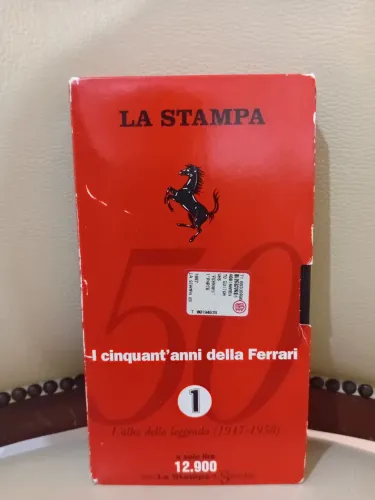 LA STAMPA
50
I cinquant'anni della Ferrari
1
L'alba della leggenda (1947-1958)
a sole lire
12.900
La Stampa